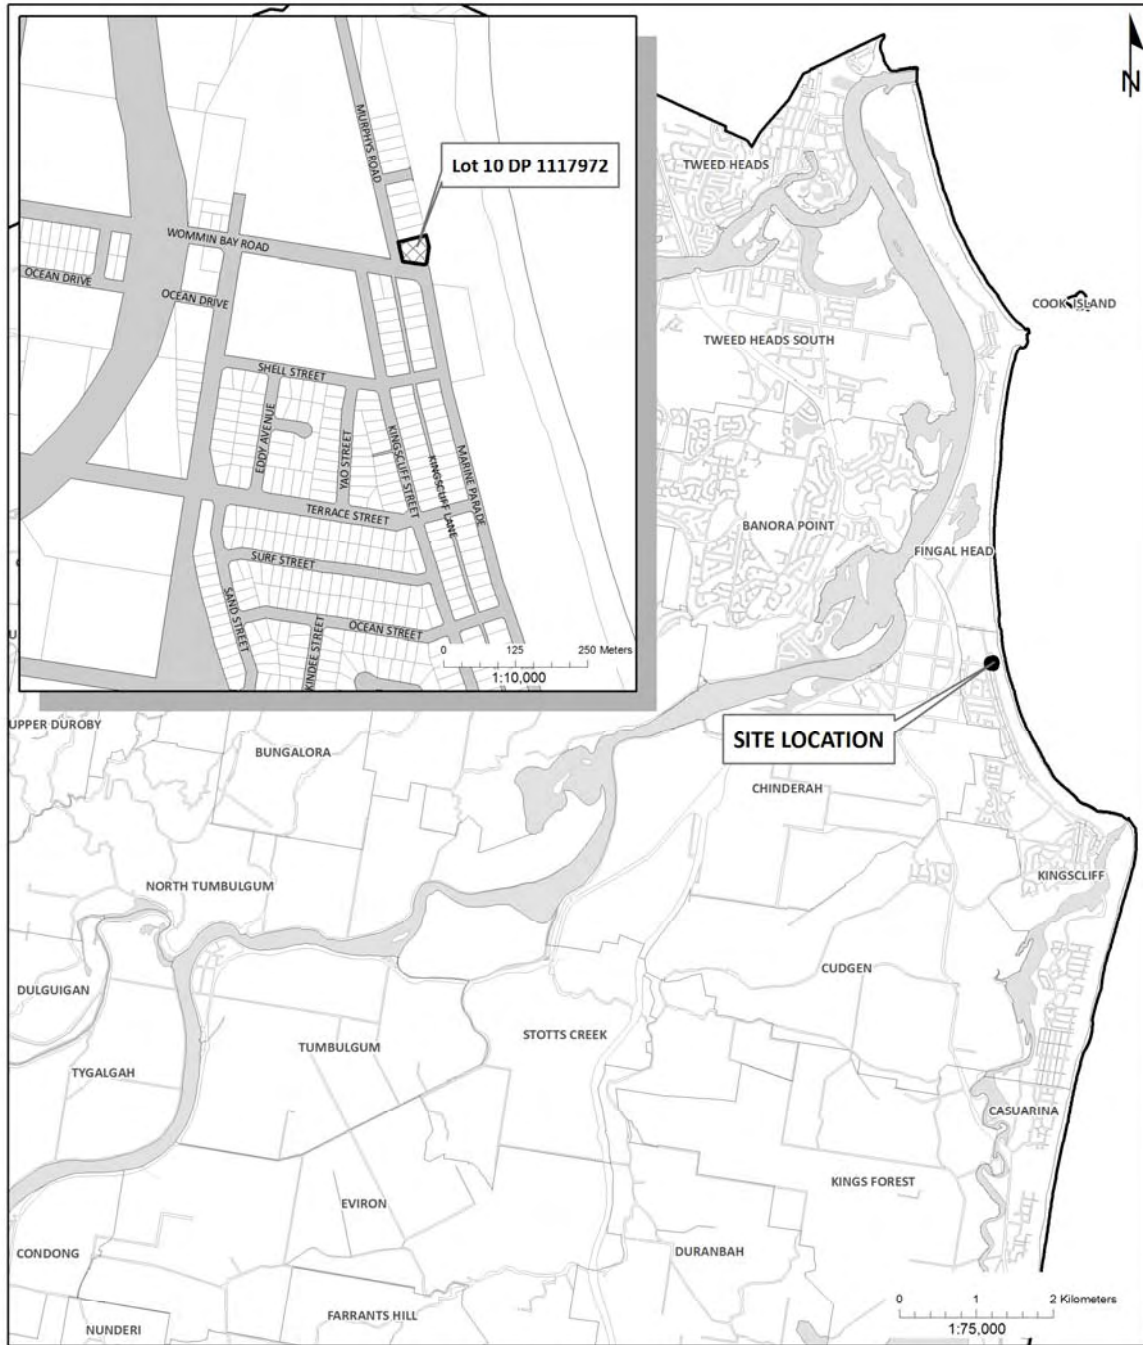 N
MURPHYS ROAD
Lot 10 DP 1117972
WOMMIN BAY ROAD
OCEAN DRIVE
OCEAN DRIVE
SHELL STREET
EDDY AVENUE
YAO STREET
KINGSCLIFF STREET
KINGSCLIFF LANE
MARINE PARADE
TERRACE STREET
SURF STREET
SAND STREET
OCEAN STREET
KINDEE STREET
0 125 250 Meters
1:10,000
TWEED HEADS
COOK ISLAND
TWEED HEADS SOUTH
BANORA POINT
FINGAL HEAD
SITE LOCATION
UPPER DUROBY
BUNGALORA
CHINDERAH
KINGSCLIFF
NORTH TUMBULGUM
CUDGEN
DULGUIGAN
STOTTS CREEK
TUMBULGUM
TYGALGAH
CASUARINA
KINGS FOREST
EVIRON
DURANBAH
CONDONG
FARRANTS HILL
NUNDERI
0 1 2 Kilometers
1:75,000